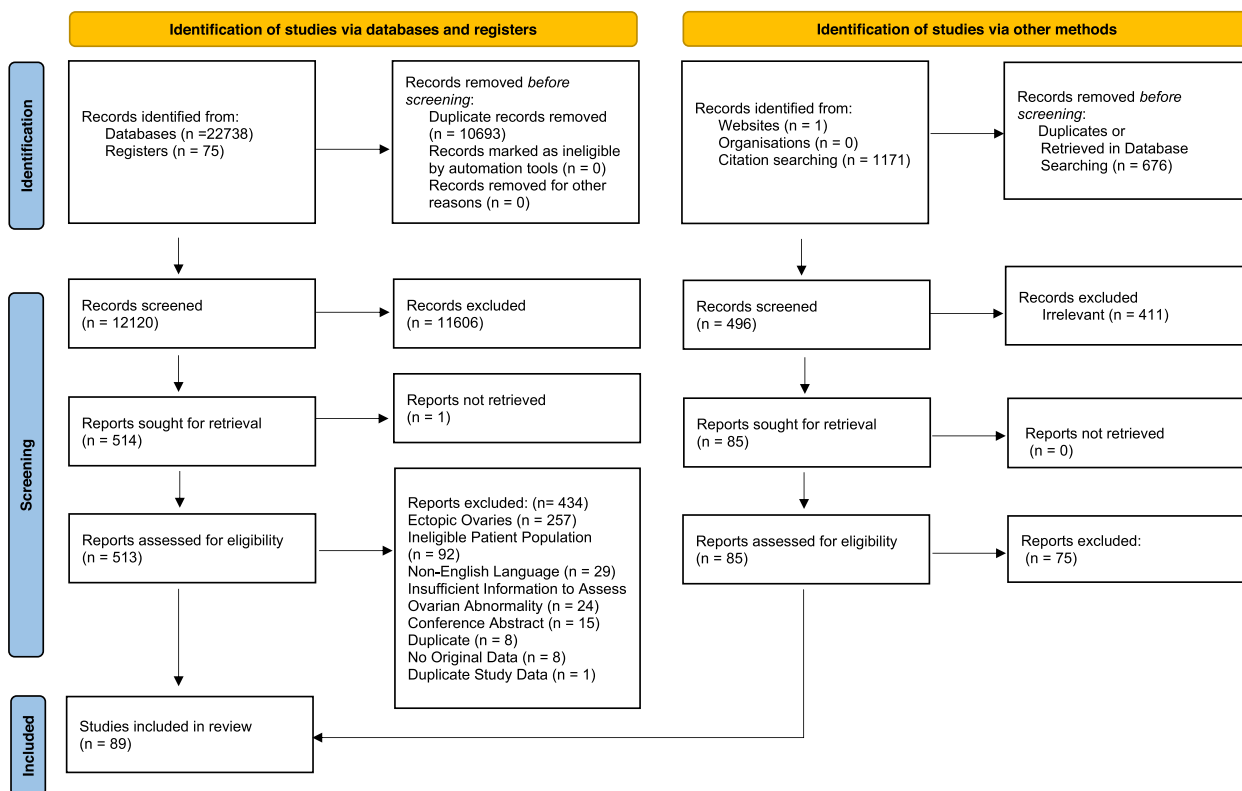 Identification of studies via databases and registers
Identification of studies via other methods
Identification
Records identified from:
Databases (n =22738)
Registers (n = 75)
Records removed before
screening:
Duplicate records removed
(n = 10693)
Records marked as ineligible
by automation tools (n = 0)
Records removed for other
reasons (n = 0)
Records identified from:
Websites (n = 1)
Organisations (n = 0)
Citation searching (n = 1171)
Records removed before
screening:
Duplicates or
Retrieved in Database
Searching (n = 676)
Screening
Records screened
(n = 12120)
Records excluded
(n = 11606)
Records screened
(n = 496)
Records excluded
Irrelevant (n = 411)
Reports sought for retrieval
(n = 514)
Reports not retrieved
(n = 1)
Reports sought for retrieval
(n = 85)
Reports not retrieved
(n = 0)
Reports assessed for eligibility
(n = 513)
Reports excluded: (n= 434)
Ectopic Ovaries (n = 257)
Ineligible Patient Population
(n = 92)
Non-English Language (n = 29)
Insufficient Information to Assess
Ovarian Abnormality (n = 24)
Conference Abstract (n = 15)
Duplicate (n = 8)
No Original Data (n = 8)
Duplicate Study Data (n = 1)
Reports assessed for eligibility
(n = 85)
Reports excluded:
(n = 75)
Included
Studies included in review
(n = 89)